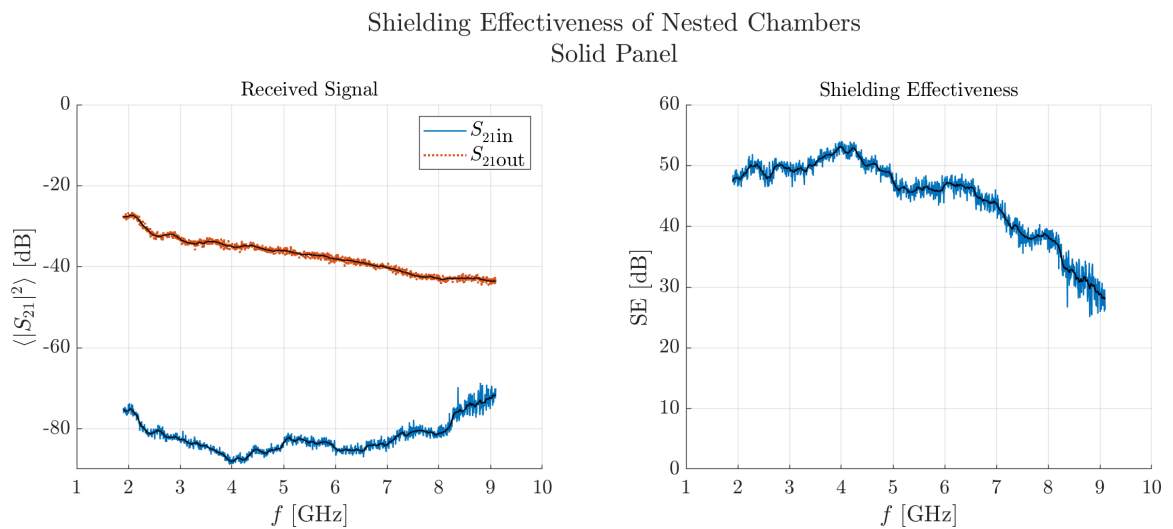 Shielding Effectiveness of Nested Chambers
Solid Panel
Received Signal
⟨|S₂₁|²⟩ [dB]
-0
-20
-40
-60
-80
S₂₁in
S₂₁out
1 2 3 4 5 6 7 8 9 10
f [GHz]
Shielding Effectiveness
SE [dB]
60
50
40
30
20
10
0
1 2 3 4 5 6 7 8 9 10
f [GHz]